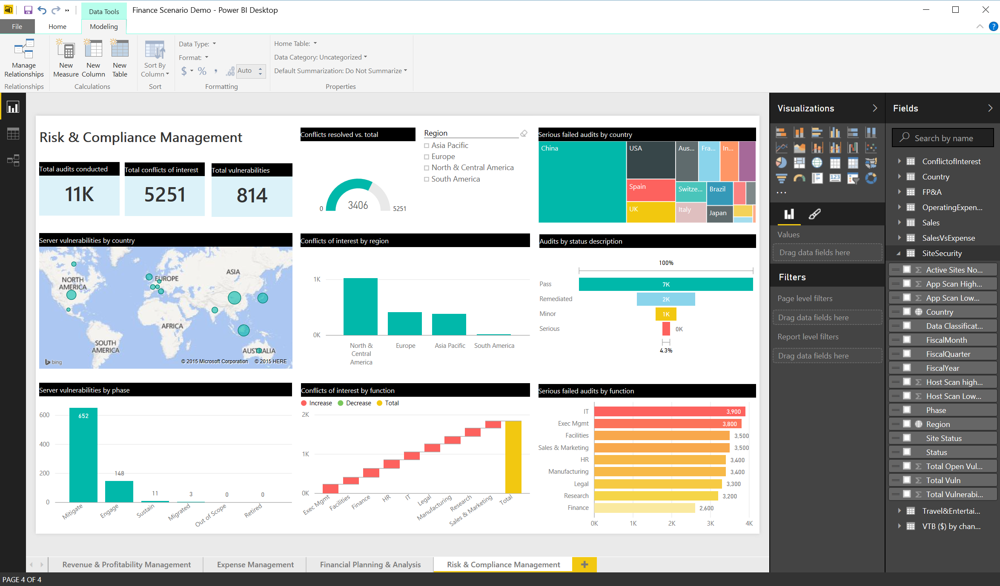 Data Tools
Finance Scenario Demo - Power BI Desktop
File
Home
Modeling
?
Manage
Relationships
Relationships
New
Measure
New
Column
New
Table
Calculations
Sort By
Column
Sort
Data Type:
Format:
$ % , .00 Auto
Formatting
Home Table:
Data Category: Uncategorized
Default Summarization: Do Not Summarize
Properties
Risk & Compliance Management
Total audits conducted
11K
Total conflicts of interest
5251
Total vulnerabilities
814
Conflicts resolved vs. total
0
3406
5251
Region
Asia Pacific
Europe
North & Central America
South America
Serious failed audits by country
China
USA
Aus...
Fra...
In...
Spain
Switze...
Brazil
UK
Italy
Japan
Server vulnerabilities by country
NORTH
AMERICA
EUROPE
ASIA
AFRICA
SOUTH
AMERICA
AUSTRALIA
bing
© 2015 Microsoft Corporation
© 2015 HERE
Conflicts of interest by region
1K
0K
North &
Central
America
Europe
Asia Pacific
South America
Audits by status description
100%
Pass
7K
Remediated
2K
Minor
1K
Serious
0K
4.3%
Server vulnerabilities by phase
600
400
200
0
652
148
11
3
0
0
Mitigate
Engage
Sustain
Migrated
Out of Scope
Retired
Conflicts of interest by function
Increase
Decrease
Total
2K
1K
0K
Exec Mgmt
Facilities
Finance
HR
IT
Legal
Manufacturing
Research
Sales & Marketing
Total
Serious failed audits by function
IT
3,900
Exec Mgmt
3,800
Facilities
3,500
Sales & Marketing
3,500
HR
3,400
Manufacturing
3,400
Legal
3,300
Research
3,200
Finance
2,600
0K
1K
2K
3K
4K
Visualizations
123
Values
Drag data fields here
Filters
Page level filters
Drag data fields here
Report level filters
Drag data fields here
Fields
Search by name
ConflictofInterest
Country
FP&A
OperatingExpen...
Sales
SalesVsExpense
SiteSecurity
Σ Active Sites No...
Σ App Scan High...
Σ App Scan Low...
Country
Data Classificat...
FiscalMonth
FiscalQuarter
FiscalYear
Σ Host Scan high...
Σ Host Scan Low...
Phase
Region
Site Status
Status
Σ Total Open Vul...
Σ Total Vuln
Σ Total Vulnerabi...
Travel&Entertai...
VTB ($) by chan...
Revenue & Profitability Management
Expense Management
Financial Planning & Analysis
Risk & Compliance Management
PAGE 4 OF 4